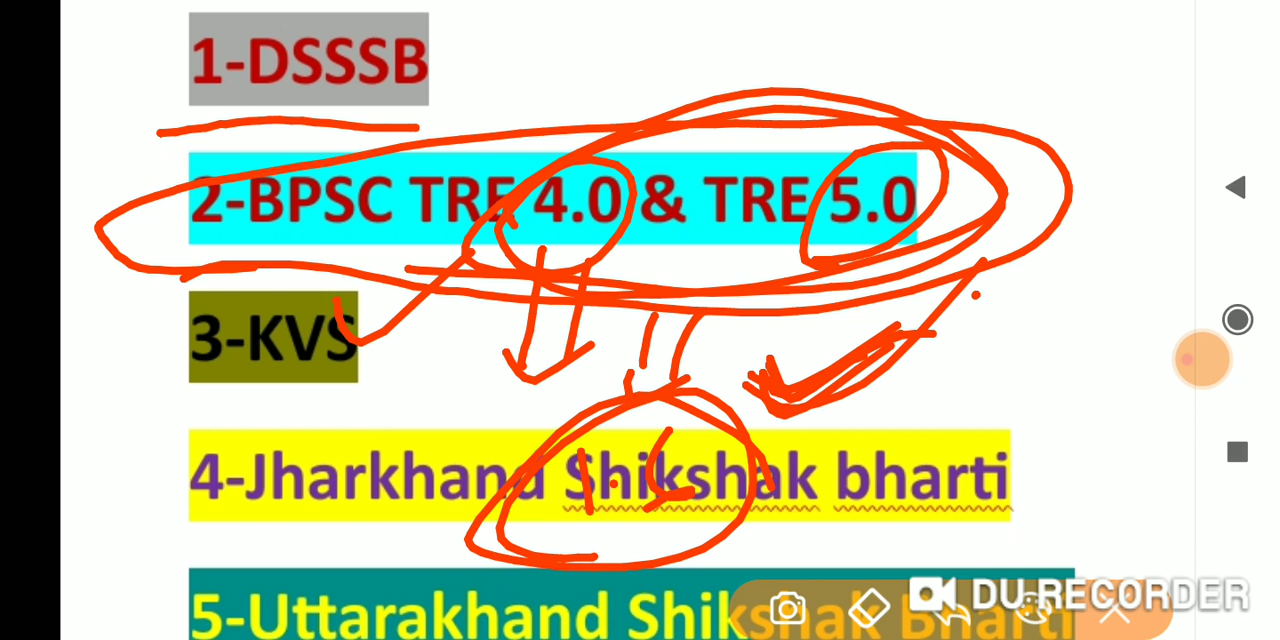 1-DSSSB
2-BPSC TRE 4.0 & TRE 5.0
3-KVS
4-Jharkhand Shikshak bharti
5-Uttarakhand Shikshak Bharti
DU RECORDER